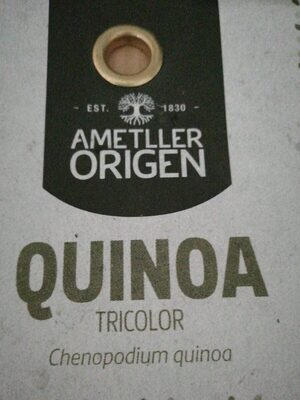 - EST. 1830 -
AMETLLER
ORIGEN
QUINOA
TRICOLOR
Chenopodium quinoa